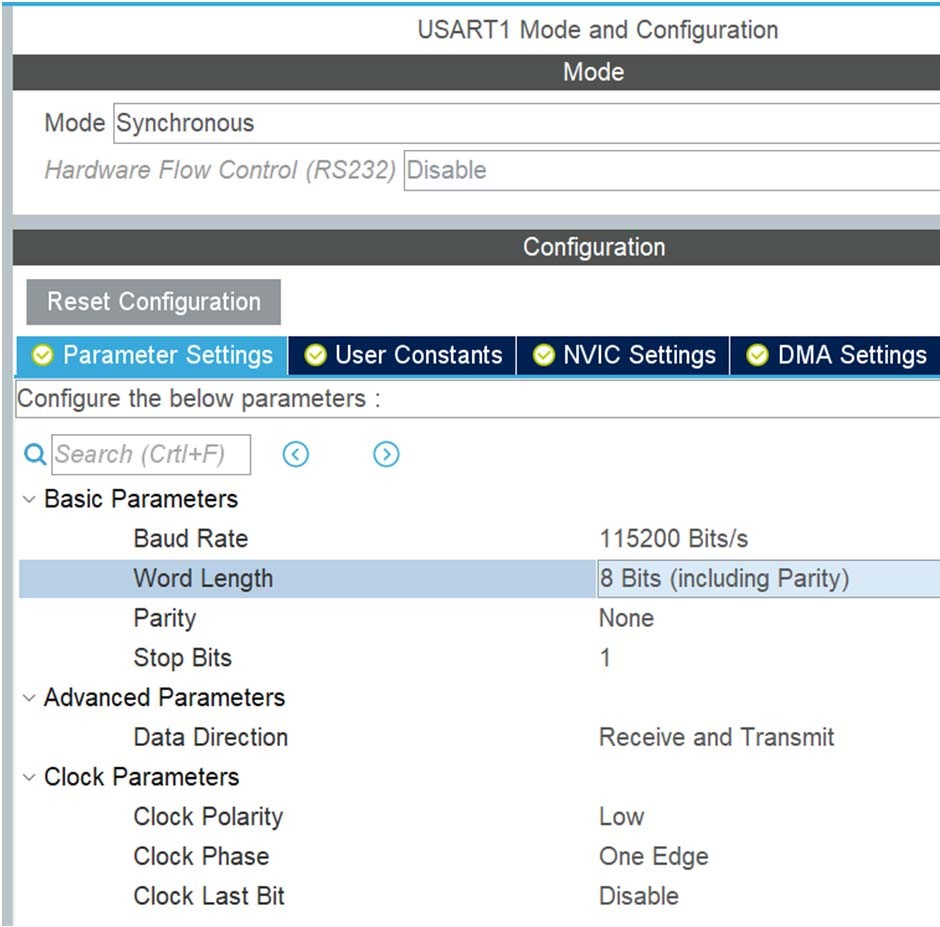 USART1 Mode and Configuration
Mode
Mode Synchronous
Hardware Flow Control (RS232) Disable
Configuration
Reset Configuration
Parameter Settings User Constants NVIC Settings DMA Settings
Configure the below parameters :
Search (Crtl+F)
Basic Parameters
Baud Rate 115200 Bits/s
Word Length 8 Bits (including Parity)
Parity None
Stop Bits 1
Advanced Parameters
Data Direction Receive and Transmit
Clock Parameters
Clock Polarity Low
Clock Phase One Edge
Clock Last Bit Disable